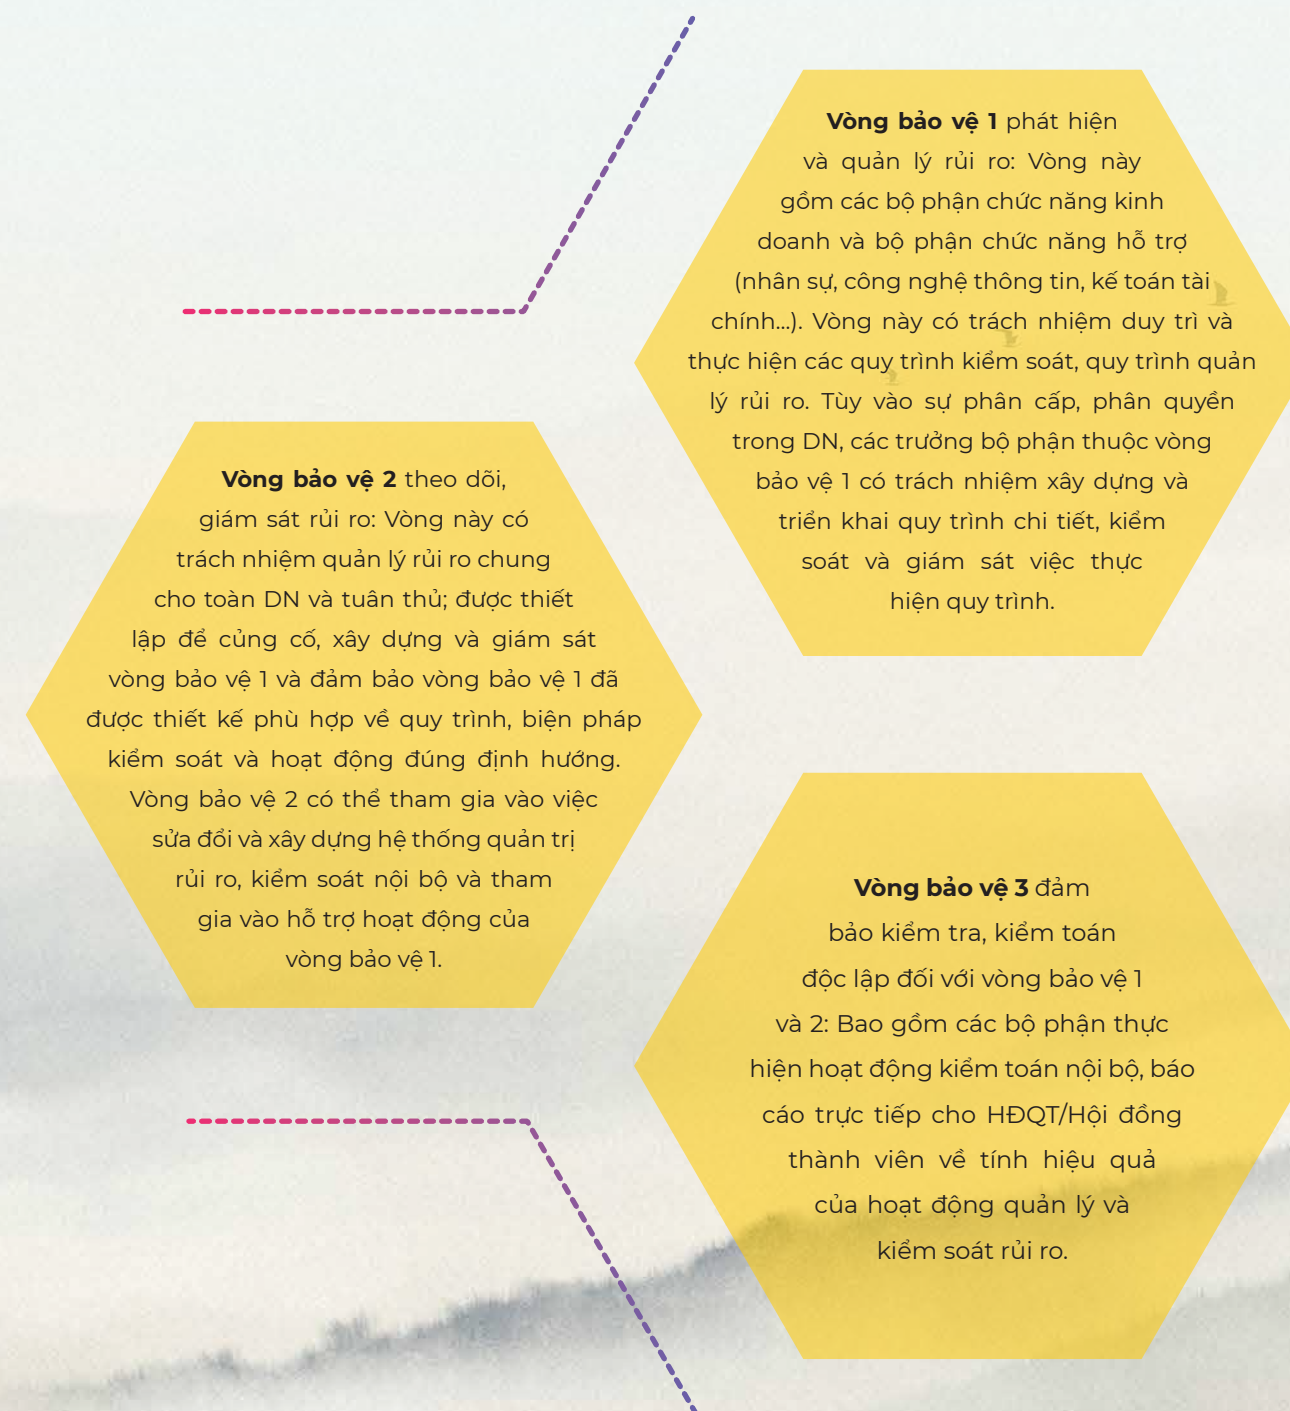 Vòng bảo vệ 1 phát hiện
và quản lý rủi ro: Vòng này
gồm các bộ phận chức năng kinh
doanh và bộ phận chức năng hỗ trợ
(nhân sự, công nghệ thông tin, kế toán tài
chính...). Vòng này có trách nhiệm duy trì và
thực hiện các quy trình kiểm soát, quy trình quản
lý rủi ro. Tùy vào sự phân cấp, phân quyền
trong DN, các trưởng bộ phận thuộc vòng
bảo vệ 1 có trách nhiệm xây dựng và
triển khai quy trình chi tiết, kiểm
soát và giám sát việc thực
hiện quy trình.
Vòng bảo vệ 2 theo dõi,
giám sát rủi ro: Vòng này có
trách nhiệm quản lý rủi ro chung
cho toàn DN và tuân thủ; được thiết
lập để củng cố, xây dựng và giám sát
vòng bảo vệ 1 và đảm bảo vòng bảo vệ 1 đã
được thiết kế phù hợp về quy trình, biện pháp
kiểm soát và hoạt động đúng định hướng.
Vòng bảo vệ 2 có thể tham gia vào việc
sửa đổi và xây dựng hệ thống quản trị
rủi ro, kiểm soát nội bộ và tham
gia vào hỗ trợ hoạt động của
vòng bảo vệ 1.
Vòng bảo vệ 3 đảm
bảo kiểm tra, kiểm toán
độc lập đối với vòng bảo vệ 1
và 2: Bao gồm các bộ phận thực
hiện hoạt động kiểm toán nội bộ, báo
cáo trực tiếp cho HĐQT/Hội đồng
thành viên về tính hiệu quả
của hoạt động quản lý và
kiểm soát rủi ro.